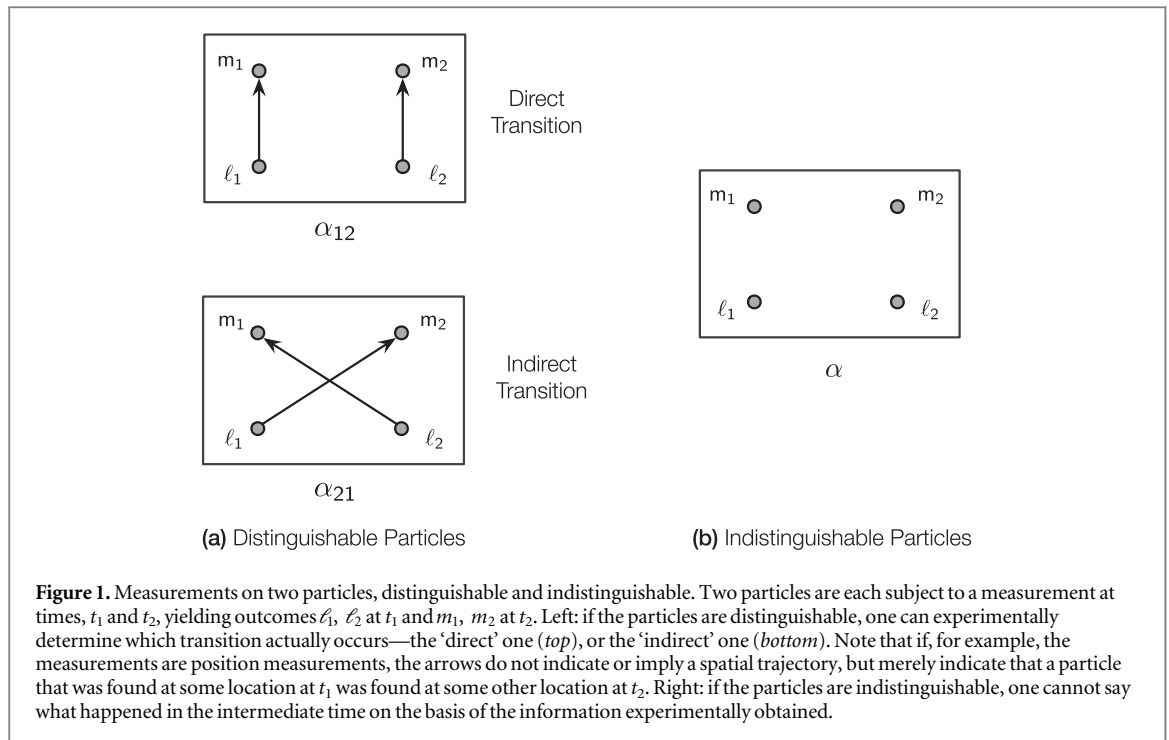 m₁ m₂
ℓ₁ ℓ₂
α₁₂
Direct
Transition
m₁ m₂
ℓ₁ ℓ₂
α₂₁
Indirect
Transition
(a) Distinguishable Particles
m₁ m₂
ℓ₁ ℓ₂
α
(b) Indistinguishable Particles
Figure 1. Measurements on two particles, distinguishable and indistinguishable. Two particles are each subject to a measurement at
times, t₁ and t₂, yielding outcomes ℓ₁, ℓ₂ at t₁ and m₁, m₂ at t₂. Left: if the particles are distinguishable, one can experimentally
determine which transition actually occurs—the ‘direct’ one (top), or the ‘indirect’ one (bottom). Note that if, for example, the
measurements are position measurements, the arrows do not indicate or imply a spatial trajectory, but merely indicate that a particle
that was found at some location at t₁ was found at some other location at t₂. Right: if the particles are indistinguishable, one cannot say
what happened in the intermediate time on the basis of the information experimentally obtained.